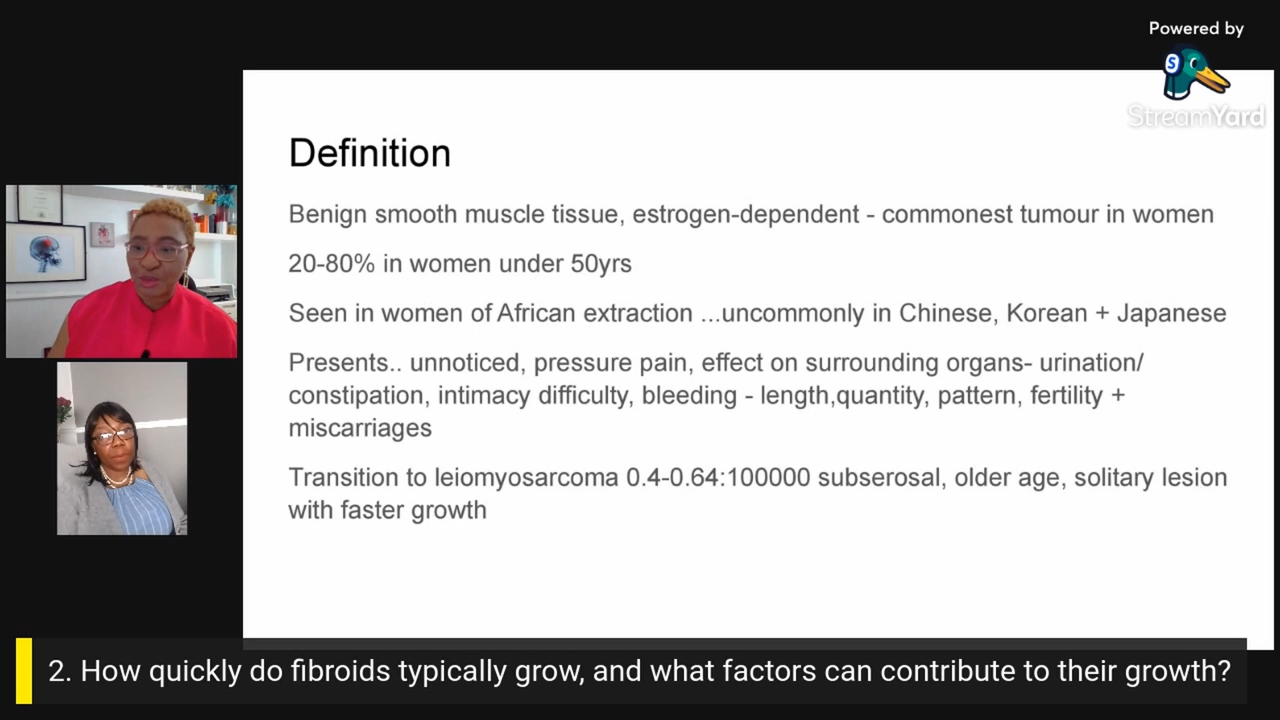 Powered by
StreamYard
Definition
Benign smooth muscle tissue, estrogen-dependent - commonest tumour in women
20-80% in women under 50yrs
Seen in women of African extraction ...uncommonly in Chinese, Korean + Japanese
Presents.. unnoticed, pressure pain, effect on surrounding organs- urination/
constipation, intimacy difficulty, bleeding - length,quantity, pattern, fertility +
miscarriages
Transition to leiomyosarcoma 0.4-0.64:100000 subserosal, older age, solitary lesion
with faster growth
2. How quickly do fibroids typically grow, and what factors can contribute to their growth?